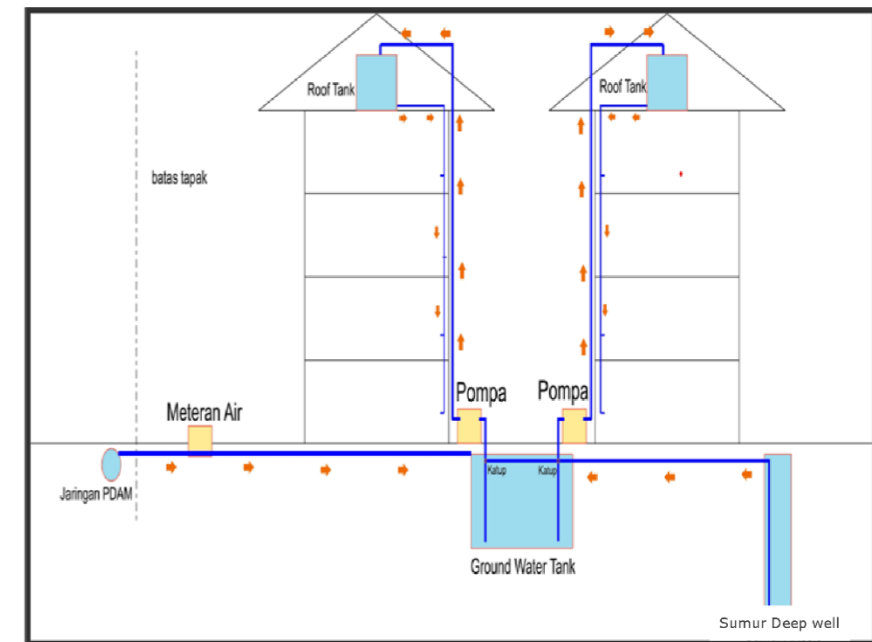 Roof Tank
Roof Tank
batas tapak
Pompa
Pompa
Meteran Air
Katup
Katup
Jaringan PDAM
Ground Water Tank
Sumur Deep well